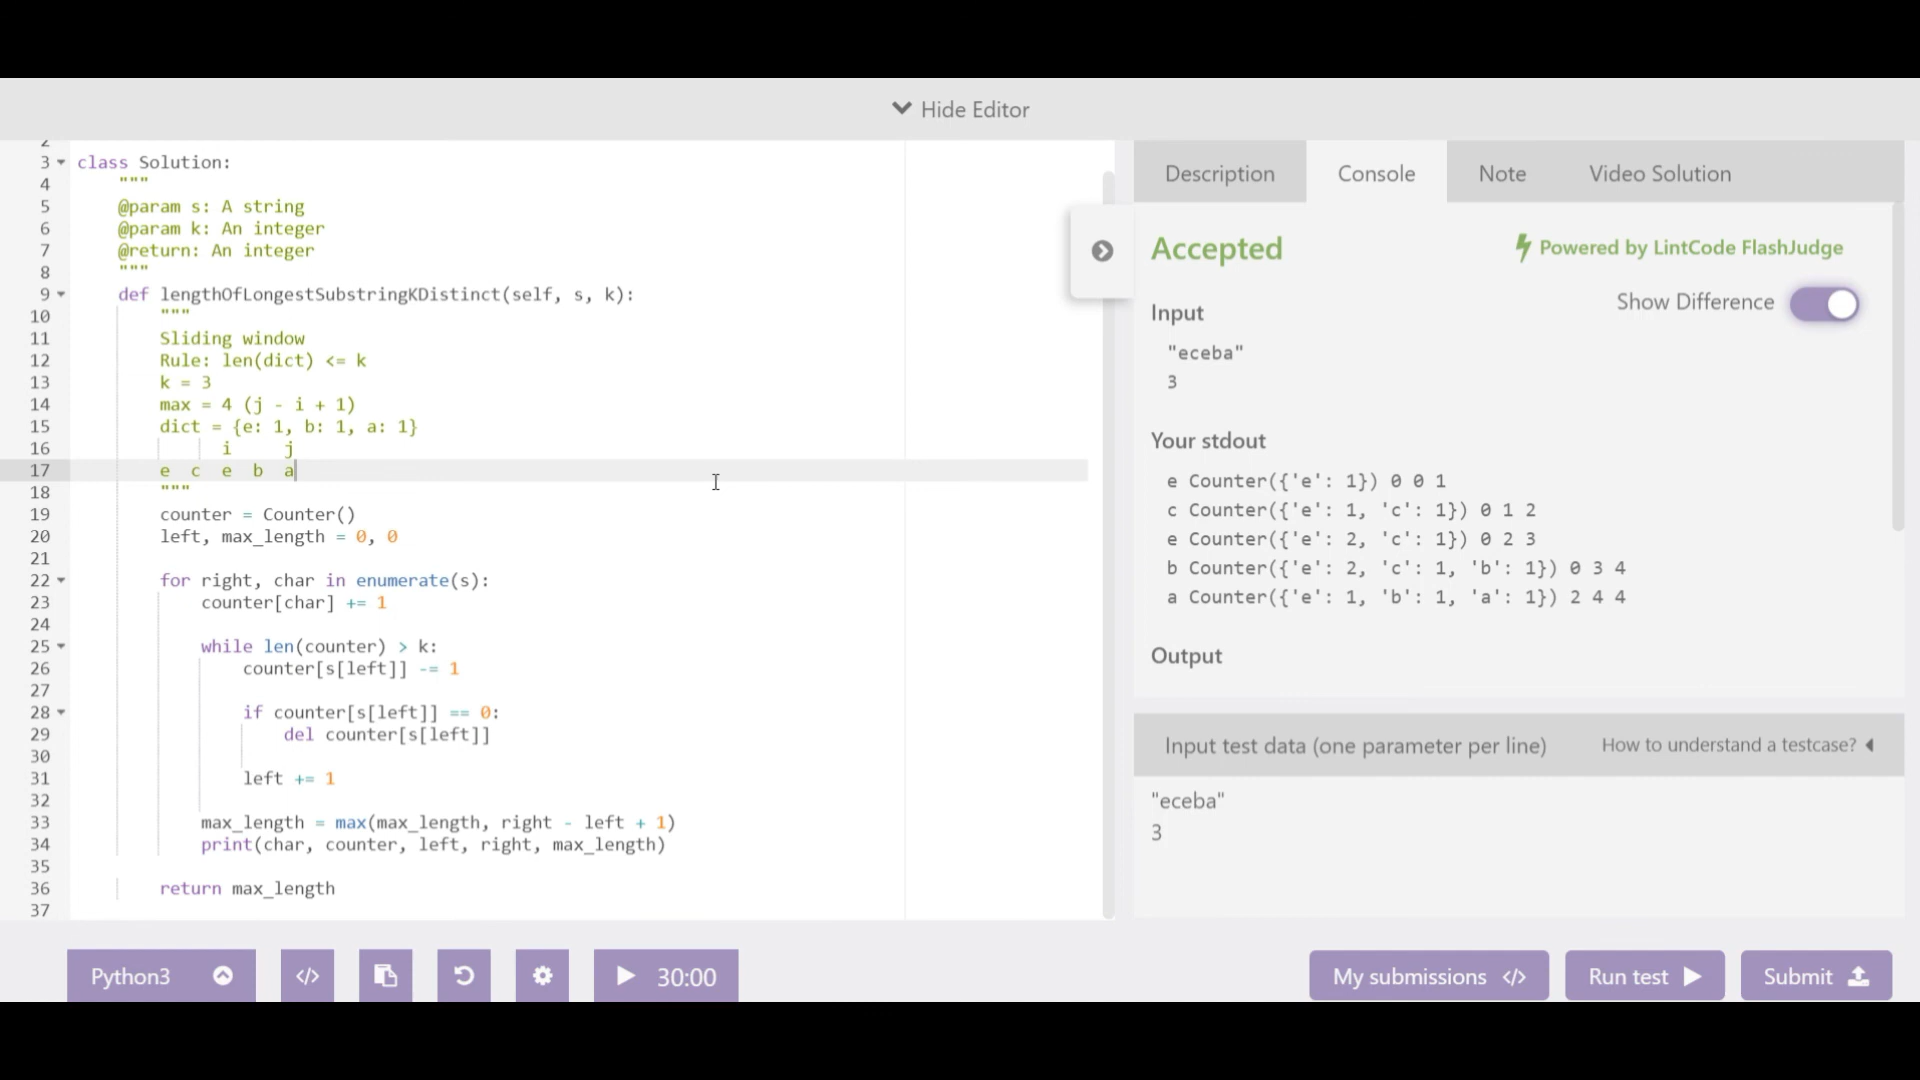 Hide Editor
2
3 class Solution:
4 """
5 @param s: A string
6 @param k: An integer
7 @return: An integer
8 """
9 def lengthOfLongestSubstringKDistinct(self, s, k):
10 """
11 Sliding window
12 Rule: len(dict) <= k
13 k = 3
14 max = 4 (j - i + 1)
15 dict = {e: 1, b: 1, a: 1}
16 i j
17 e c e b a
18 """
19 counter = Counter()
20 left, max_length = 0, 0
21
22 for right, char in enumerate(s):
23 counter[char] += 1
24
25 while len(counter) > k:
26 counter[s[left]] -= 1
27
28 if counter[s[left]] == 0:
29 del counter[s[left]]
30
31 left += 1
32
33 max_length = max(max_length, right - left + 1)
34 print(char, counter, left, right, max_length)
35
36 return max_length
37
Description Console Note Video Solution
Accepted
Powered by LintCode FlashJudge
Show Difference
Input
"eceba"
3
Your stdout
e Counter({'e': 1}) 0 0 1
c Counter({'e': 1, 'c': 1}) 0 1 2
e Counter({'e': 2, 'c': 1}) 0 2 3
b Counter({'e': 2, 'c': 1, 'b': 1}) 0 3 4
a Counter({'e': 1, 'b': 1, 'a': 1}) 2 4 4
Output
Input test data (one parameter per line)
How to understand a testcase?
"eceba"
3
Python3 </> 30:00
My submissions </> Run test Submit